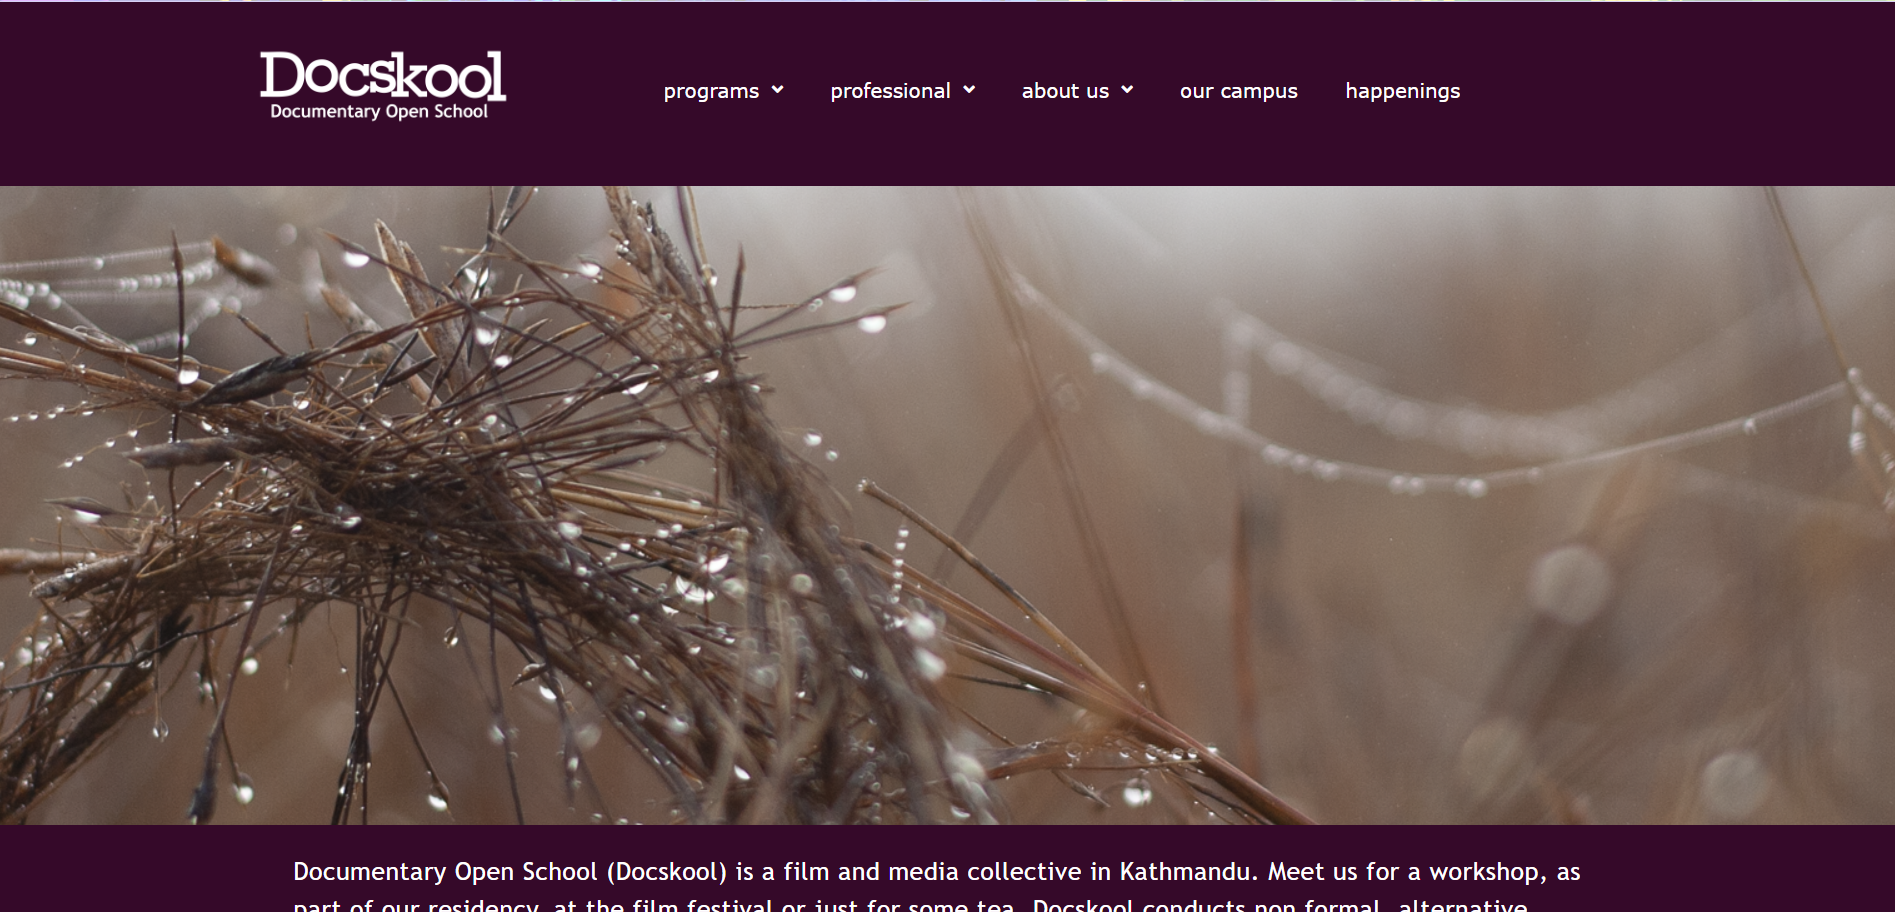 Docskool
Documentary Open School
programs
professional
about us
our campus
happenings
Documentary Open School (Docskool) is a film and media collective in Kathmandu. Meet us for a workshop, as
part of our residency, at the film festival or just for some tea. Docskool conducts non formal, alternative